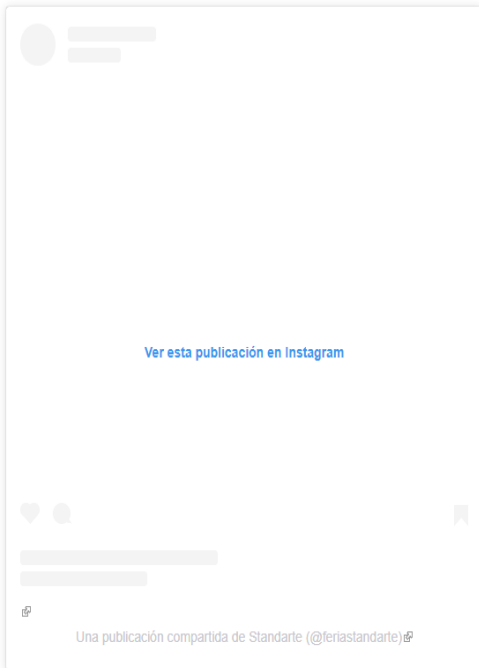 Ver esta publicación en Instagram
Una publicación compartida de Standarte (@feriastandarte)